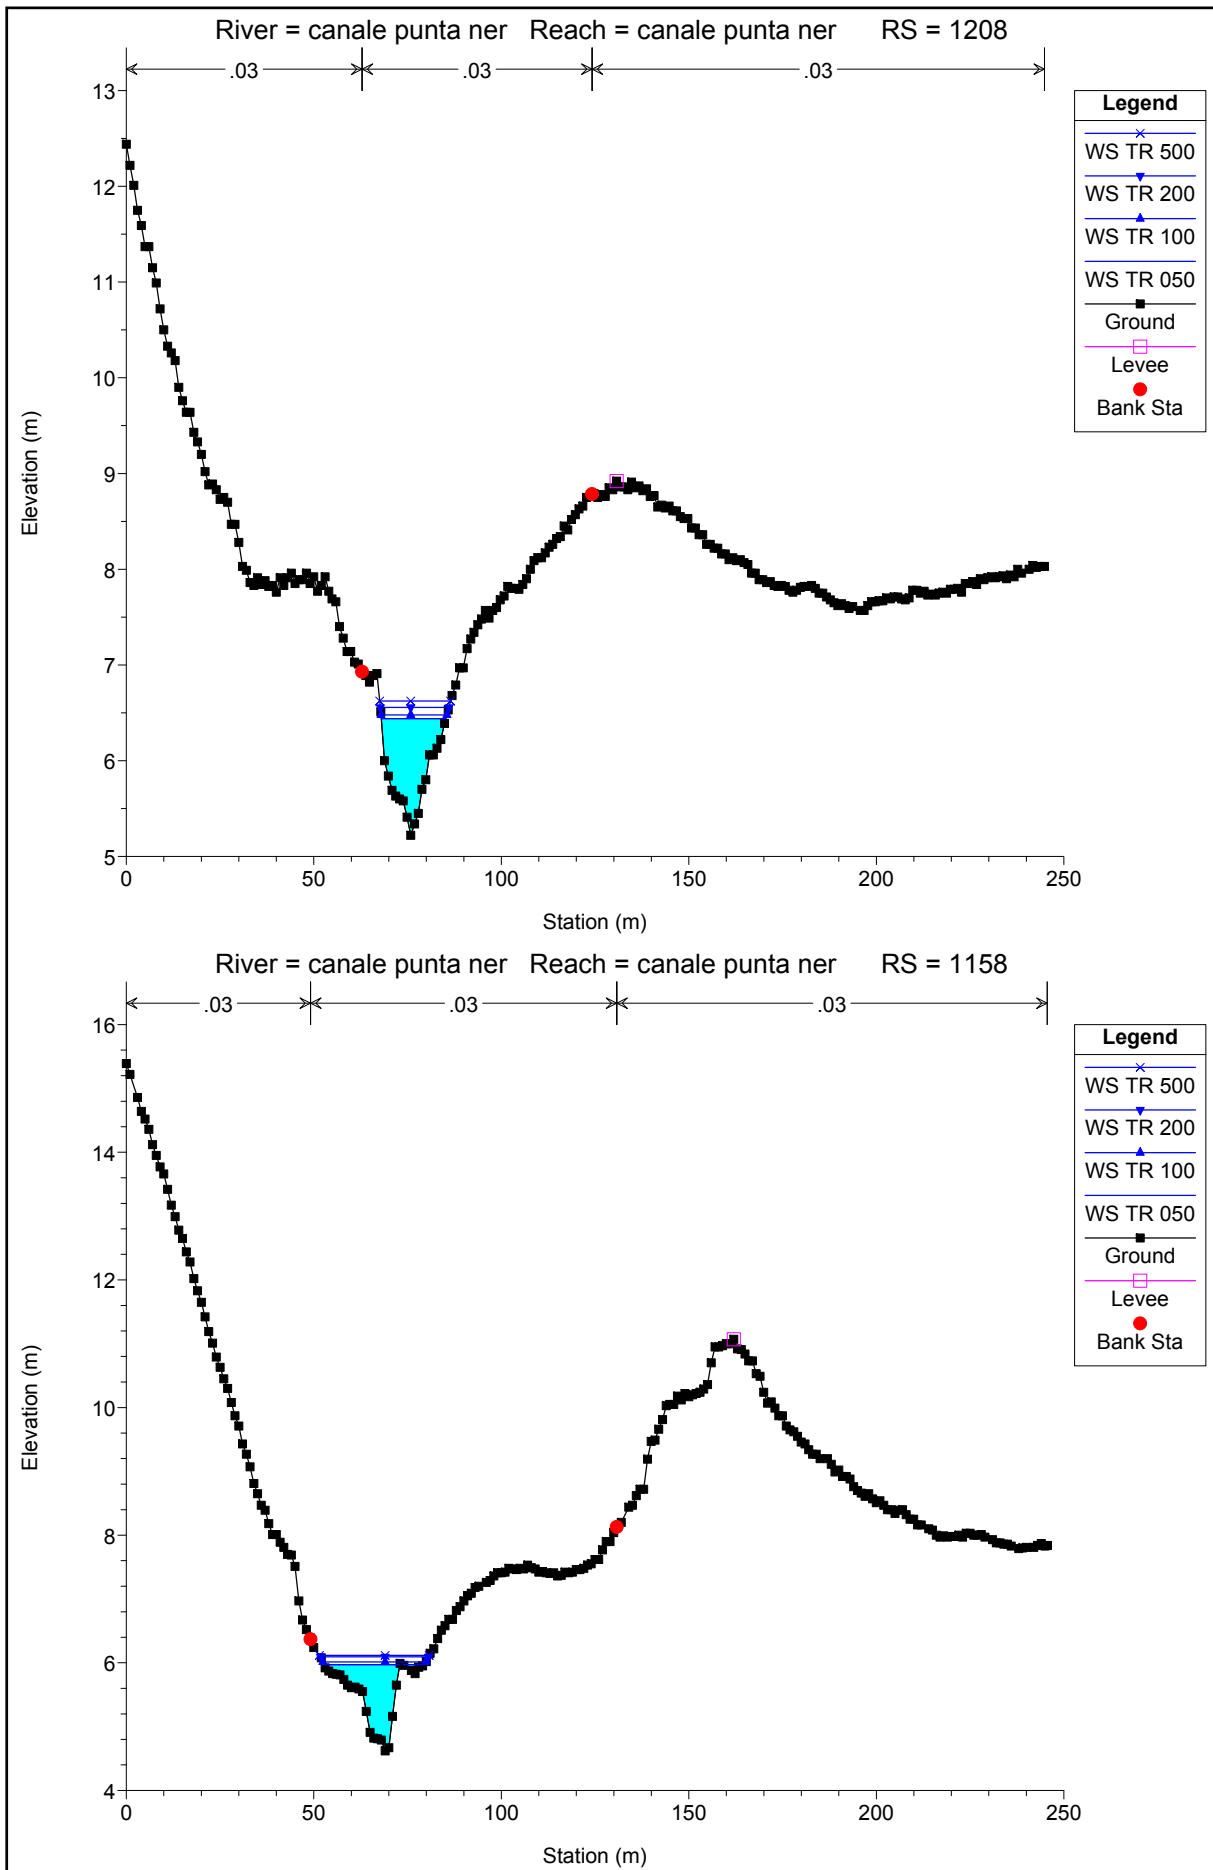 River = canale punta ner   Reach = canale punta ner      RS = 1208
.03 .03 .03
13
12
11
10
9
8
7
6
5
Elevation (m)
0 50 100 150 200 250
Station (m)
Legend
WS TR 500
WS TR 200
WS TR 100
WS TR 050
Ground
Levee
Bank Sta
River = canale punta ner   Reach = canale punta ner      RS = 1158
.03 .03 .03
16
14
12
10
8
6
4
Elevation (m)
0 50 100 150 200 250
Station (m)
Legend
WS TR 500
WS TR 200
WS TR 100
WS TR 050
Ground
Levee
Bank Sta